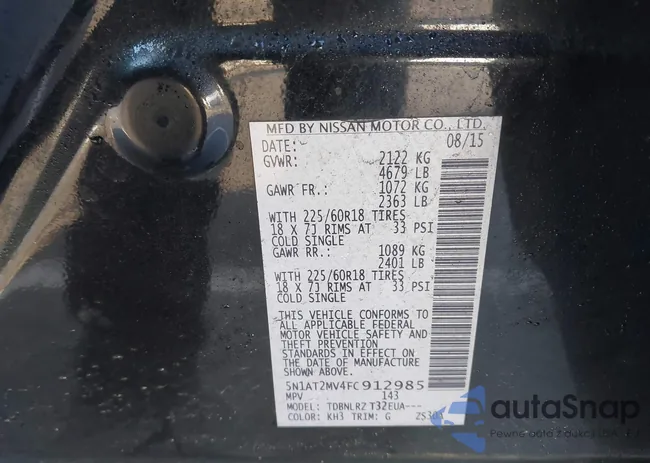 MFD BY NISSAN MOTOR CO., LTD.
DATE: 08/15
GVWR: 2122 KG
4679 LB
GAWR FR.: 1072 KG
2363 LB
WITH 225/60R18 TIRES
18 X 7J RIMS AT 33 PSI
COLD SINGLE
GAWR RR.: 1089 KG
2401 LB
WITH 225/60R18 TIRES
18 X 7J RIMS AT 33 PSI
COLD SINGLE
THIS VEHICLE CONFORMS TO
ALL APPLICABLE FEDERAL
MOTOR VEHICLE SAFETY AND
THEFT PREVENTION
STANDARDS IN EFFECT ON
THE DATE OF MANUFACTURE
SHOWN ABOVE.
5N1AT2MV4FC912985
MPV 143
MODEL: TDBNLR2 T32EUA---
COLOR: KH3 TRIM: G
autoSnap
Pewne auto z aukcji